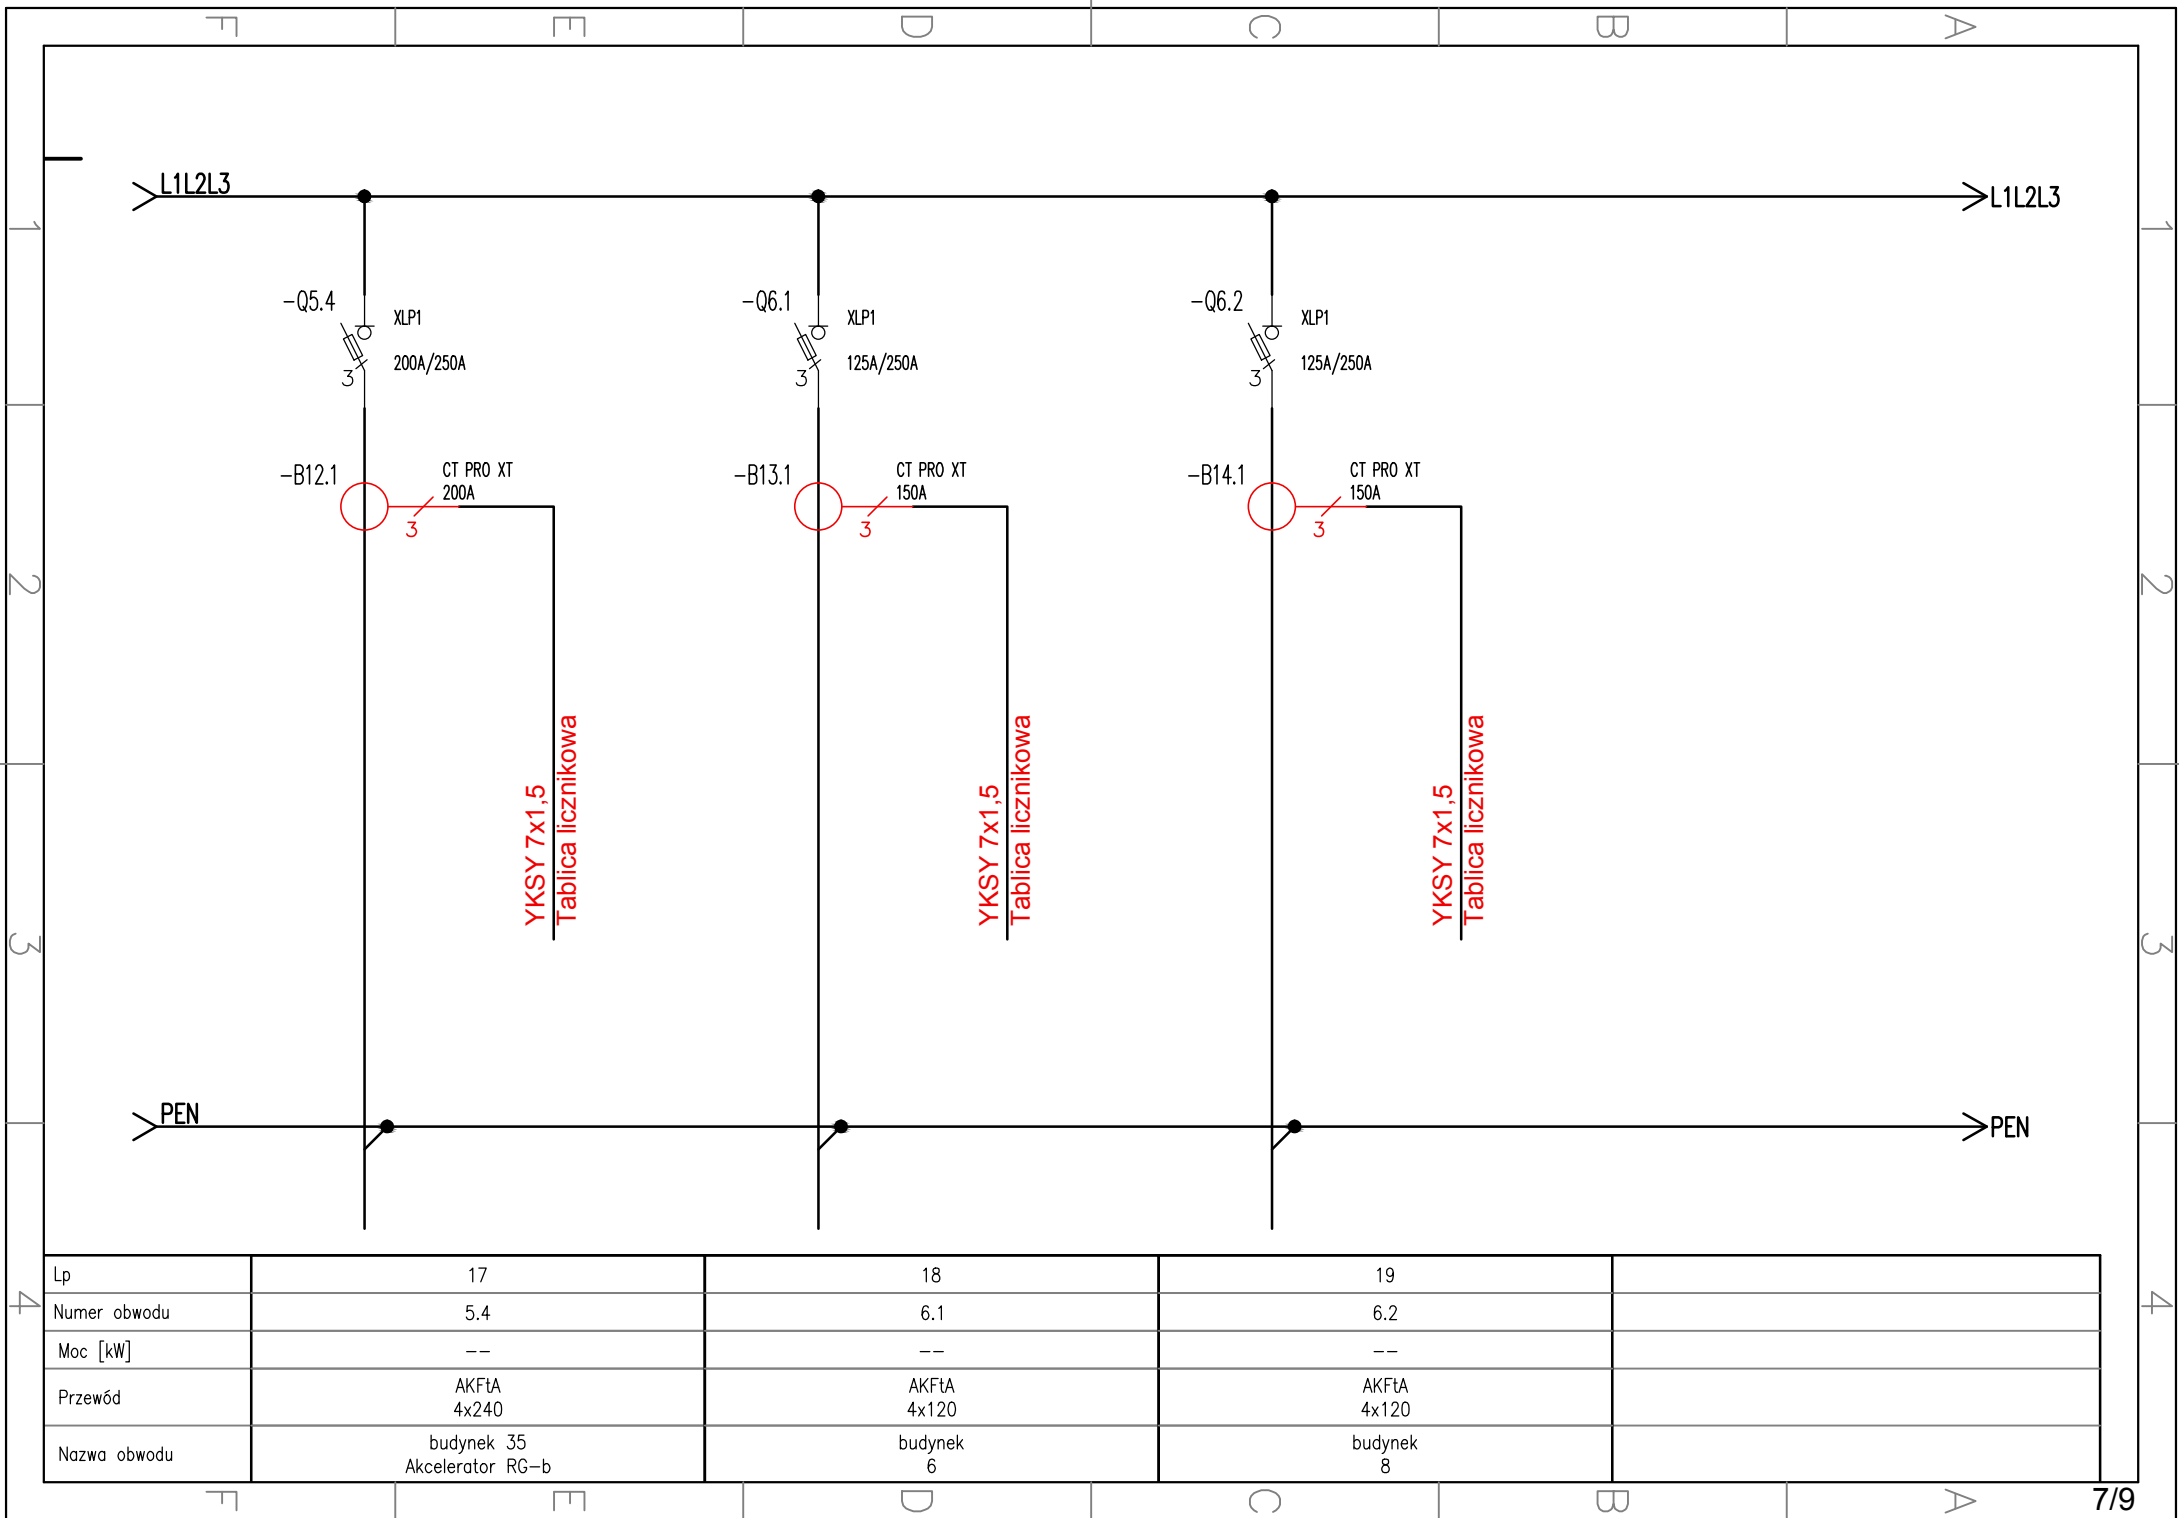 F E D C B A
L1L2L3
L1L2L3
1
1
-Q5.4
XLP1
200A/250A
3
-Q6.1
XLP1
125A/250A
3
-Q6.2
XLP1
125A/250A
3
-B12.1
CT PRO XT
200A
3
-B13.1
CT PRO XT
150A
3
-B14.1
CT PRO XT
150A
3
2
2
YKSY 7x1,5
Tablica licznikowa
YKSY 7x1,5
Tablica licznikowa
YKSY 7x1,5
Tablica licznikowa
3
3
PEN
PEN
4
4
Lp 17 18 19
Numer obwodu 5.4 6.1 6.2
Moc [kW] -- -- --
Przewód
AKFtA
4x240
AKFtA
4x120
AKFtA
4x120
Nazwa obwodu
budynek 35
Akcelerator RG-b
budynek
6
budynek
8
F E D C B A
7/9